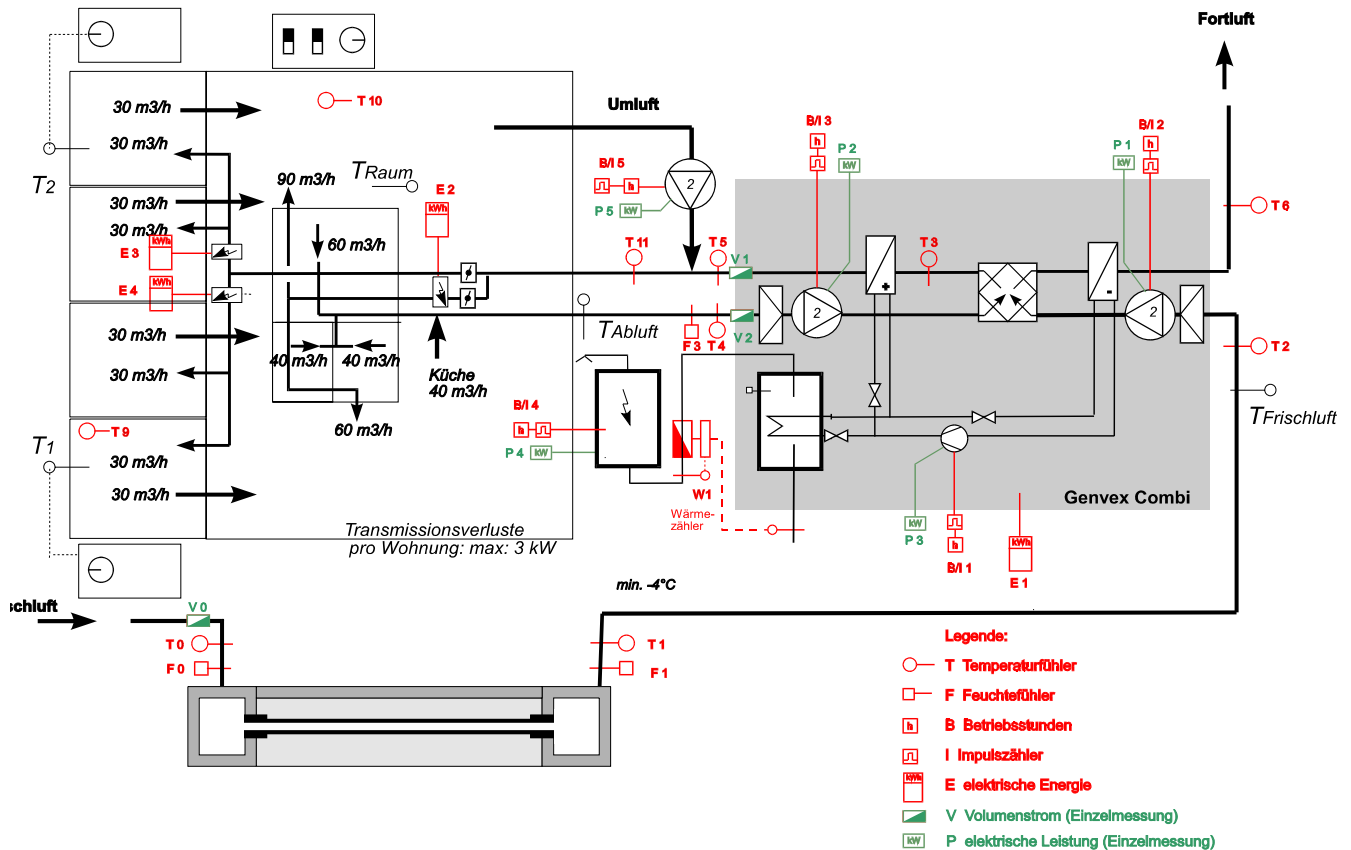 Fortluft
30 m3/h
T 10
Umluft
30 m3/h
B/I 3
P 2
kW
h
B/I 2
P 1
kW
h
T2
30 m3/h
30 m3/h
90 m3/h
TRaum
E 2
kWh
B/I 5
h
P 5
kW
2
T 6
60 m3/h
E 3
kWh
E 4
kWh
T 11
T 5
V 1
T 3
+
-
2
2
30 m3/h
30 m3/h
40 m3/h
40 m3/h
Küche
40 m3/h
TAbluft
F 3
T 4
V 2
T 2
60 m3/h
B/I 4
h
P 4
kW
TFrischluft
T1
T 9
30 m3/h
30 m3/h
W1
Wärme-
zähler
Genvex Combi
kW
P 3
h
B/I 1
kWh
E 1
Transmissionsverluste
pro Wohnung: max: 3 kW
min. -4°C
schluft
V 0
T 0
F 0
T 1
F 1
Legende:
T Temperaturfühler
F Feuchtefühler
h
B Betriebsstunden
I Impulszähler
kWh
E elektrische Energie
V Volumenstrom (Einzelmessung)
kW
P elektrische Leistung (Einzelmessung)